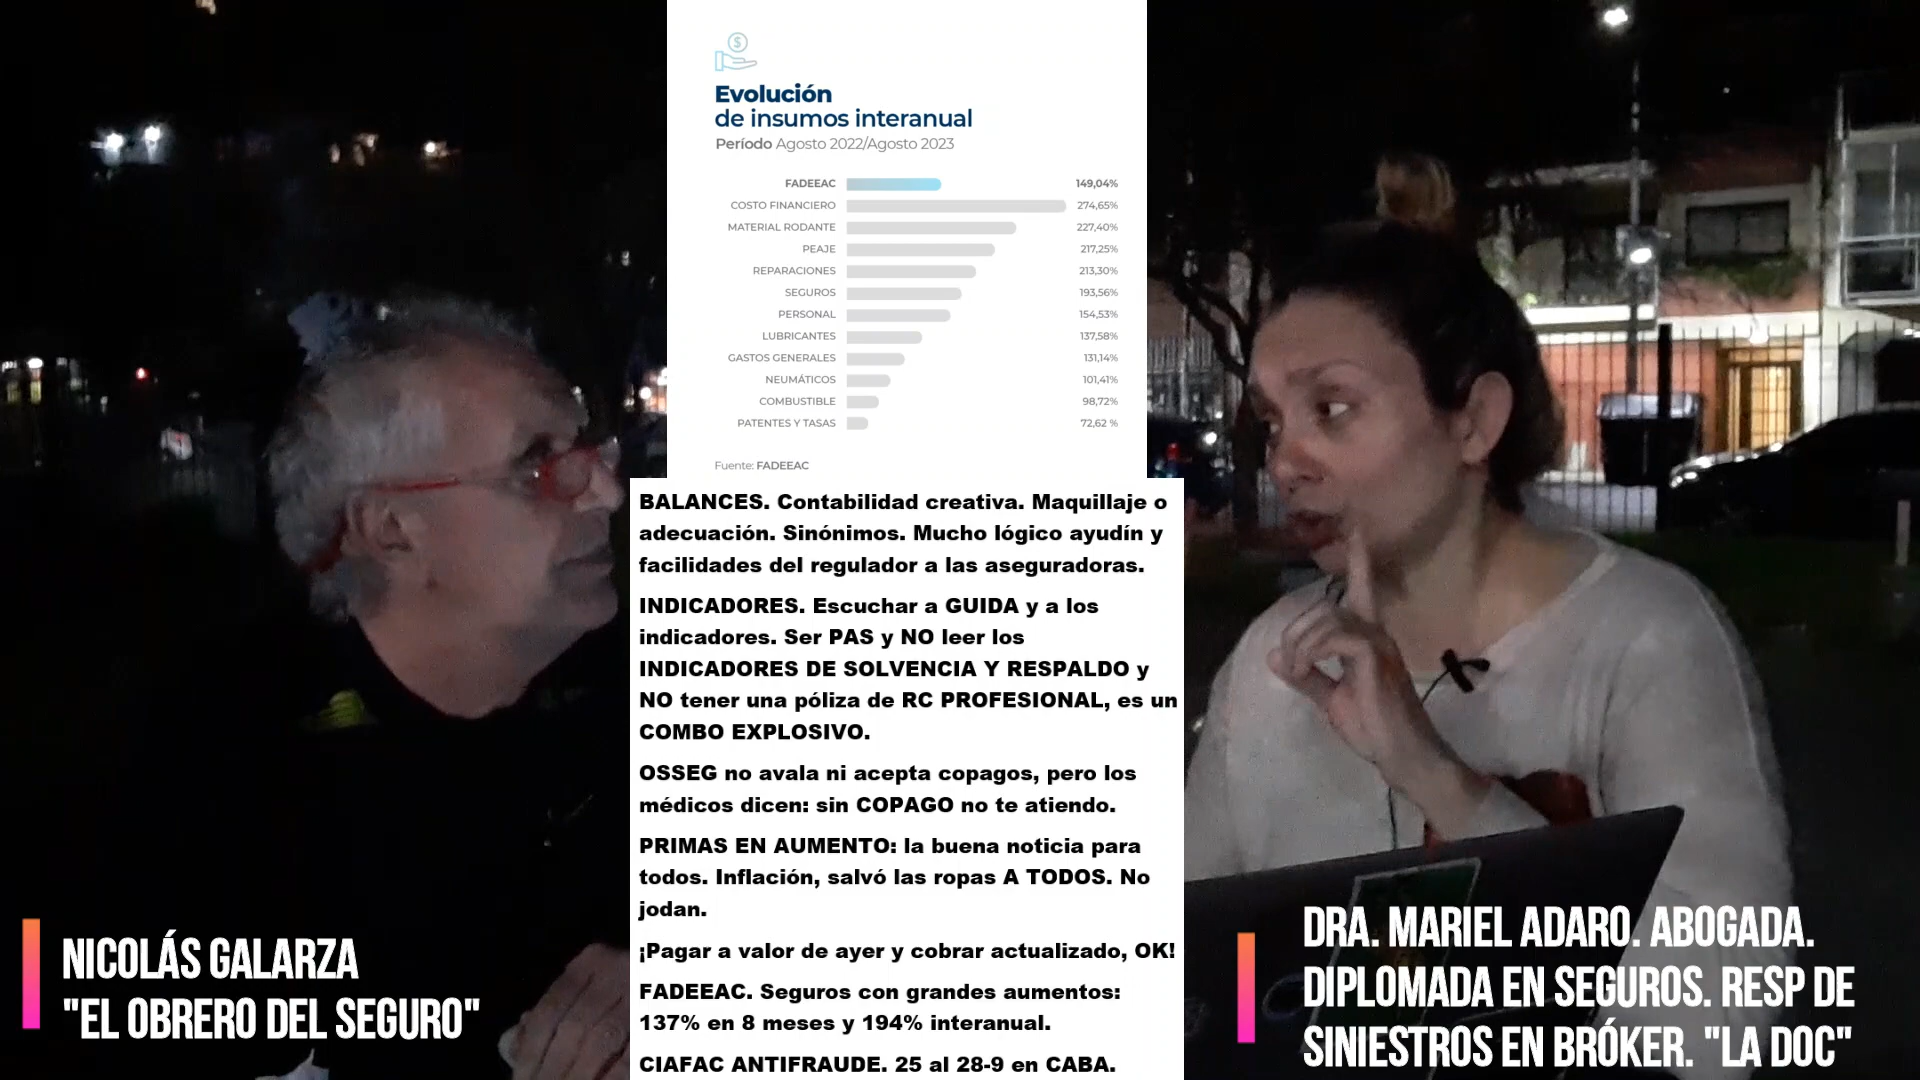 $
Evolución
de insumos interanual
Período Agosto 2022/Agosto 2023
FADEEAC 149,04%
COSTO FINANCIERO 274,65%
MATERIAL RODANTE 227,40%
PEAJE 217,25%
REPARACIONES 213,30%
SEGUROS 193,56%
PERSONAL 154,53%
LUBRICANTES 137,58%
GASTOS GENERALES 131,14%
NEUMÁTICOS 101,41%
COMBUSTIBLE 98,72%
PATENTES Y TASAS 72,62 %
Fuente: FADEEAC
BALANCES. Contabilidad creativa. Maquillaje o
adecuación. Sinónimos. Mucho lógico ayudín y
facilidades del regulador a las aseguradoras.
INDICADORES. Escuchar a GUIDA y a los
indicadores. Ser PAS y NO leer los
INDICADORES DE SOLVENCIA Y RESPALDO y
NO tener una póliza de RC PROFESIONAL, es un
COMBO EXPLOSIVO.
OSSEG no avala ni acepta copagos, pero los
médicos dicen: sin COPAGO no te atiendo.
PRIMAS EN AUMENTO: la buena noticia para
todos. Inflación, salvó las ropas A TODOS. No
jodan.
¡Pagar a valor de ayer y cobrar actualizado, OK!
FADEEAC. Seguros con grandes aumentos:
137% en 8 meses y 194% interanual.
CIAFAC ANTIFRAUDE. 25 al 28-9 en CABA.
NICOLÁS GALARZA
"EL OBRERO DEL SEGURO"
DRA. MARIEL ADARO. ABOGADA.
DIPLOMADA EN SEGUROS. RESP DE
SINIESTROS EN BRÓKER. "LA DOC"